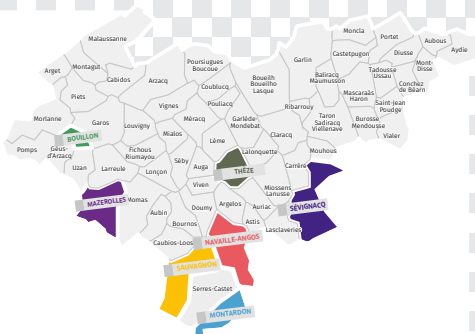 Moncla
Portet
Malaussanne
Aubous
Aydie
Castetpugon
Diusse
Garlin
Poursiugues
Boucoue
Mont-
Disse
Arget
Montagut
Tadousse
Ussau
Cabidos
Arzacq
Boueilh
Boueilho
Lasque
Baliracq
Maumusson
Coublucq
Conchez
de Béarn
Piets
Mascaraàs
Haron
Vignes
Pouliacq
Ribarrouy
Saint-Jean
Poudge
Morlanne
Garos
Louvigny
Méracq
Garlède-
Mondebat
Taron
Sadiracq
Viellenave
Burosse
Mendousse
Mialos
Claracq
Vialer
BOUILLON
Lème
Pomps
Géus-
d'Arzacq
Fichous
Riumayou
Lalonquette
Mouhous
Séby
Auga
Carrère
Uzan
Larreule
Lonçon
THÈZE
Viven
Miossens
Lanusse
MAZEROLLES
Momas
Doumy
Argelos
Auriac
SÉVIGNACQ
Aubin
Bournos
Astis
Lasclaveries
Caubios-Loos
NAVAILLE-ANGOS
SAUVAGNON
Serres-Castet
MONTARDON